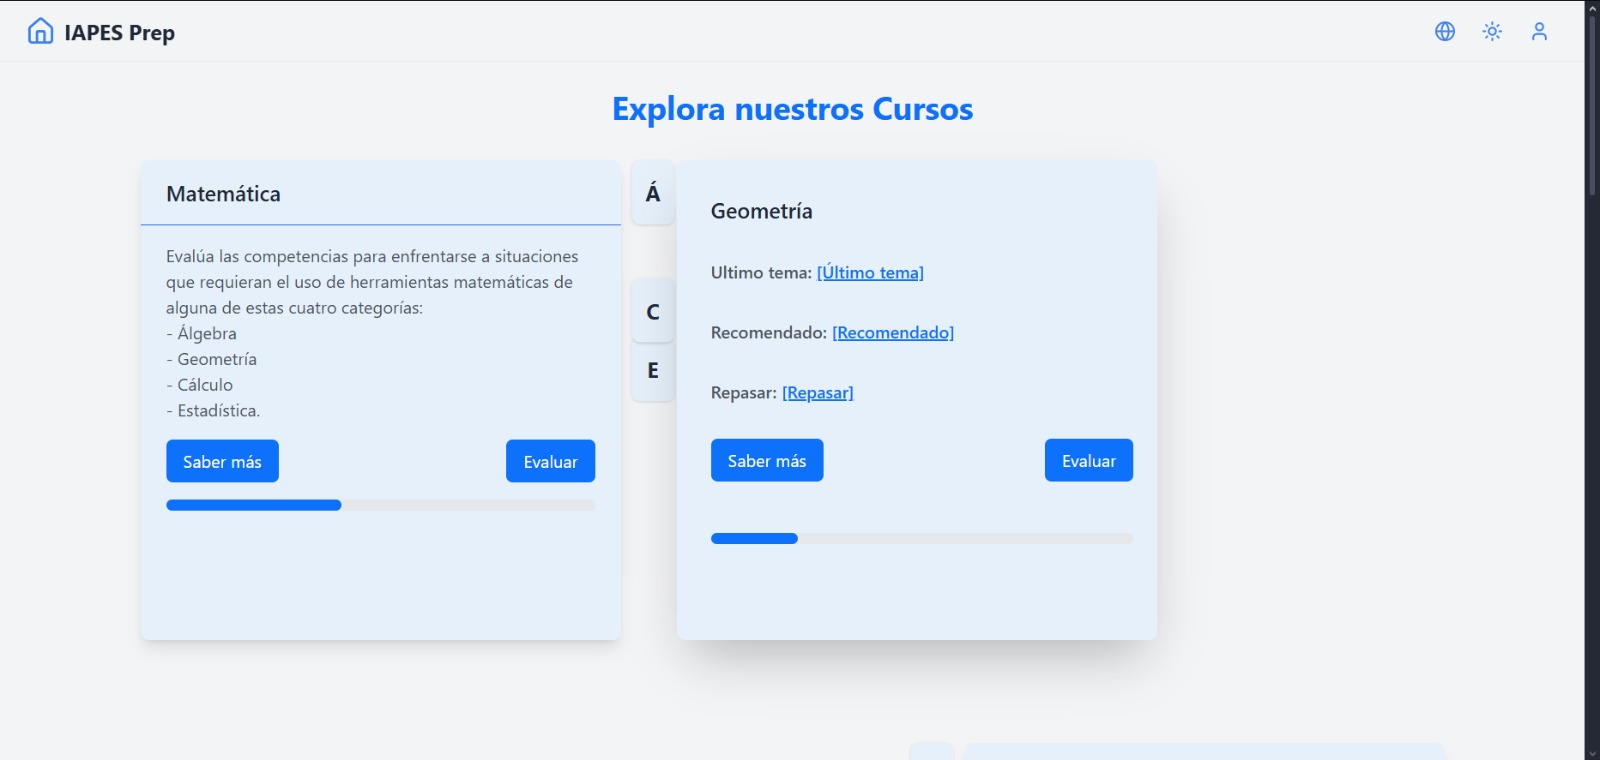 IAPES Prep
Explora nuestros Cursos
Matemática
Evalúa las competencias para enfrentarse a situaciones
que requieran el uso de herramientas matemáticas de
alguna de estas cuatro categorías:
- Álgebra
- Geometría
- Cálculo
- Estadística.
Saber más
Evaluar
Á
C
E
Geometría
Ultimo tema: [Último tema]
Recomendado: [Recomendado]
Repasar: [Repasar]
Saber más
Evaluar